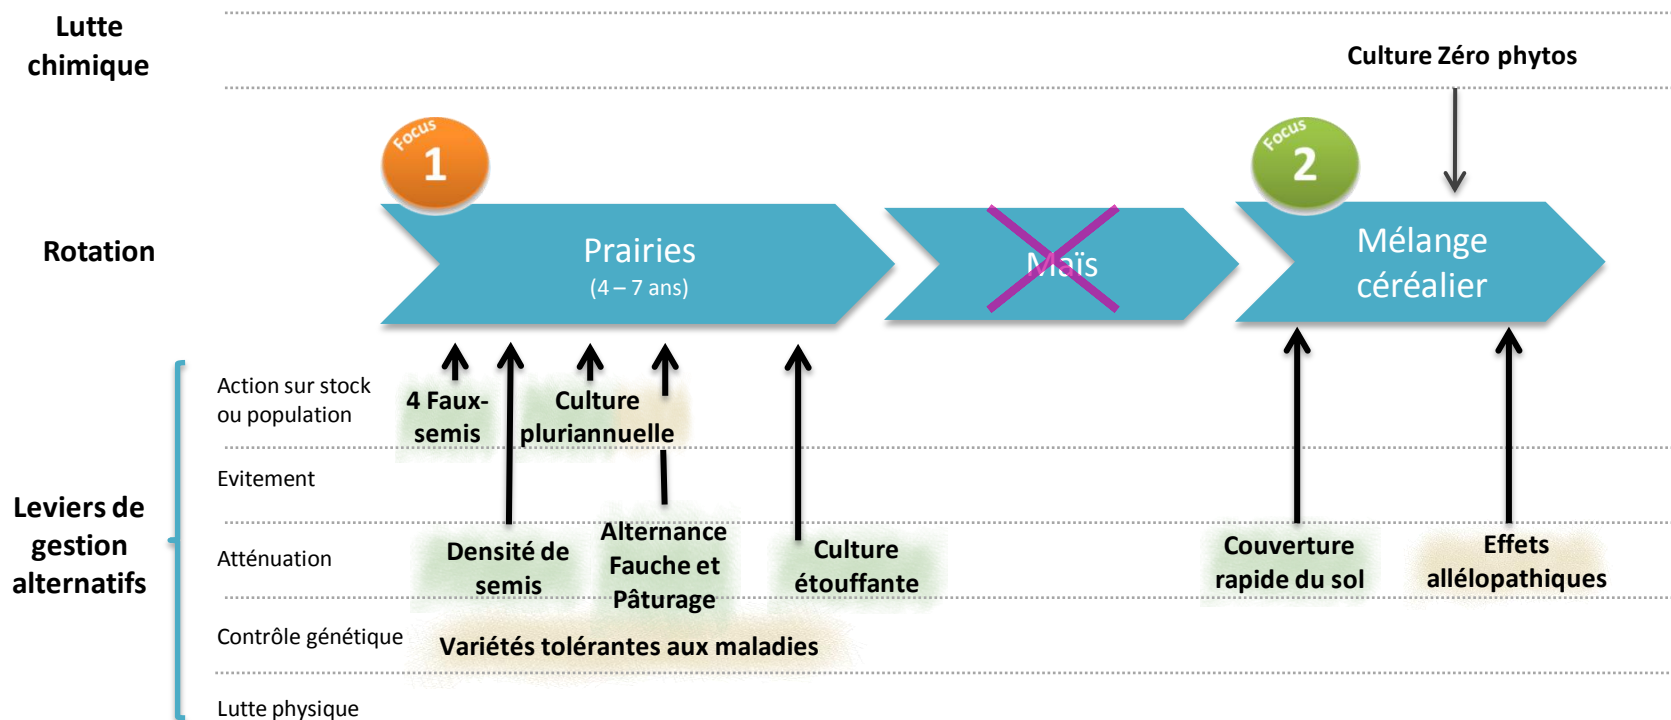 Lutte
chimique
Culture Zéro phytos
Focus
1
Focus
2
Rotation
Prairies
(4 – 7 ans)
Maïs
Mélange
céréalier
Leviers de
gestion
alternatifs
Action sur stock
ou population
4 Faux-
semis
Culture
pluriannuelle
Evitement
Atténuation
Densité de
semis
Alternance
Fauche et
Pâturage
Culture
étouffante
Couverture
rapide du sol
Effets
allélopathiques
Contrôle génétique
Variétés tolérantes aux maladies
Lutte physique